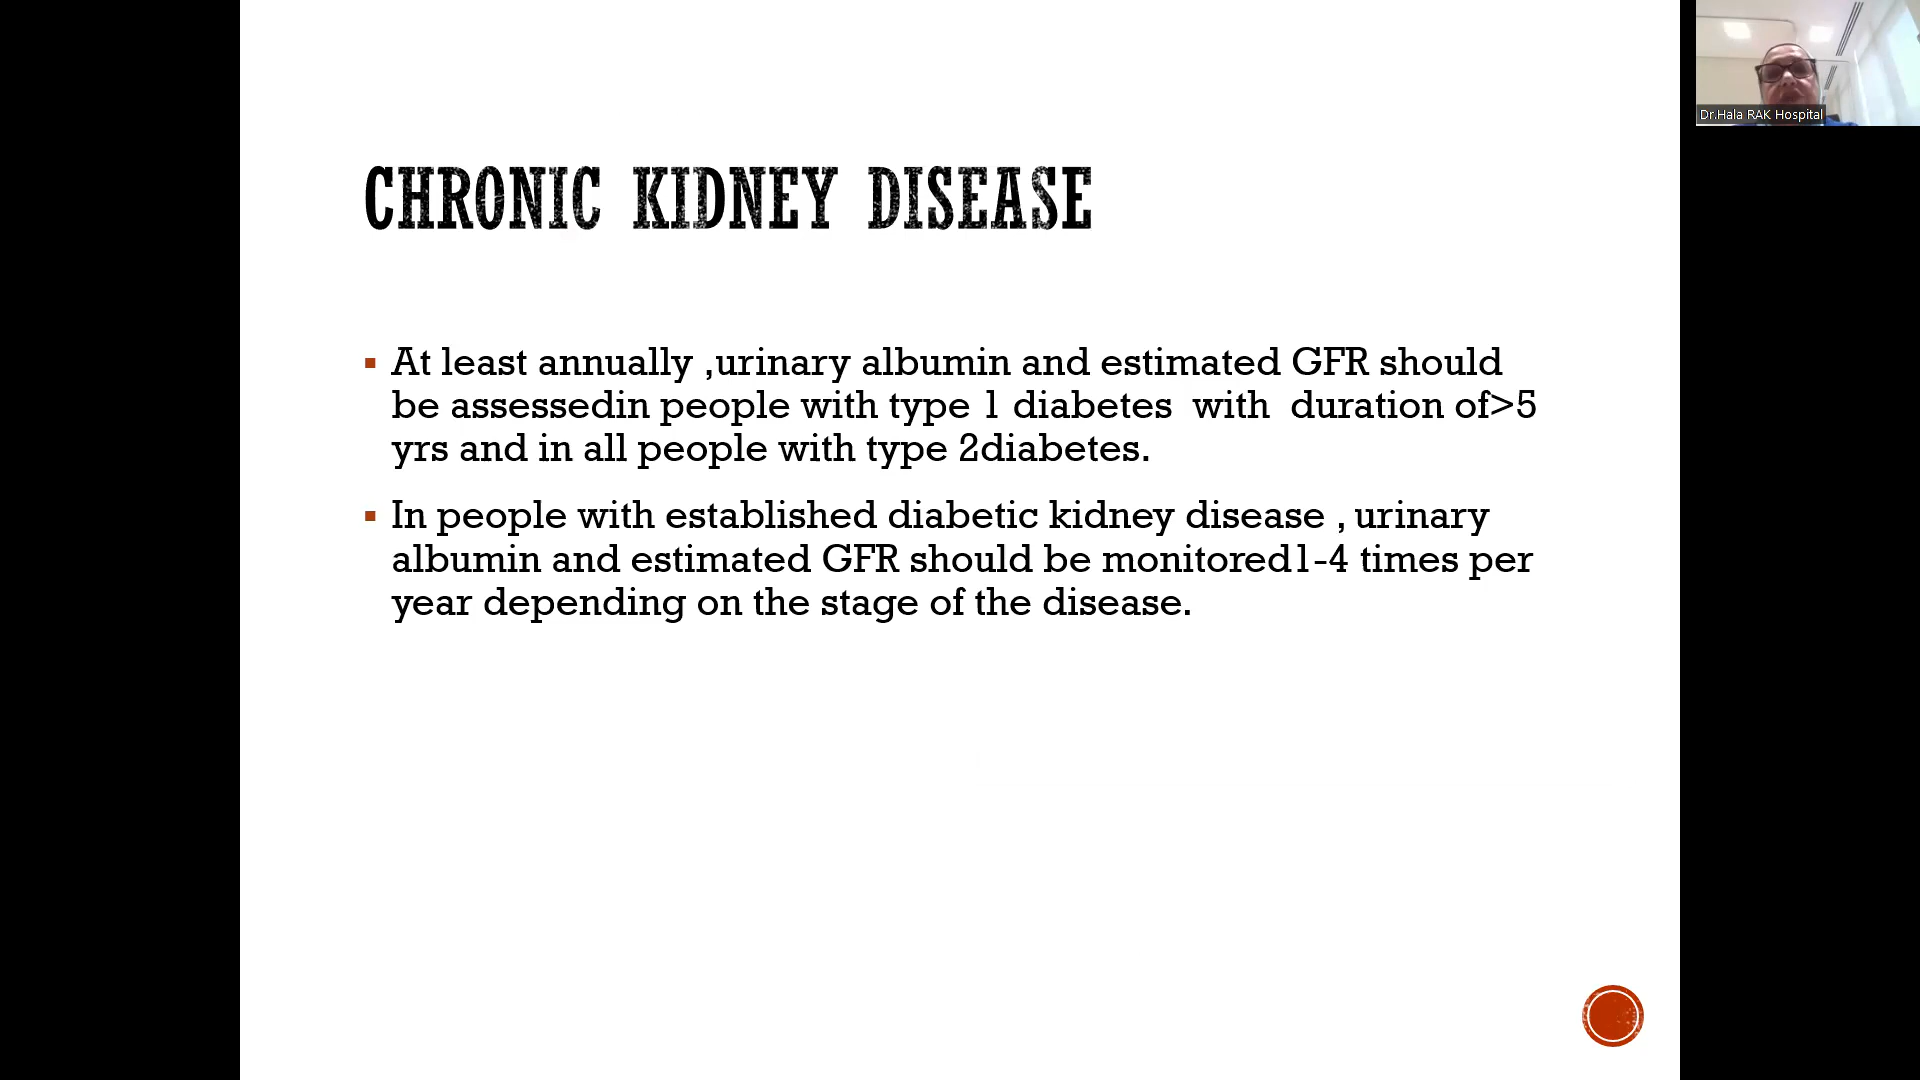 CHRONIC KIDNEY DISEASE
At least annually ,urinary albumin and estimated GFR should
be assessedin people with type 1 diabetes with duration of>5
yrs and in all people with type 2diabetes.
In people with established diabetic kidney disease , urinary
albumin and estimated GFR should be monitored1-4 times per
year depending on the stage of the disease.
Dr.Hala RAK Hospital